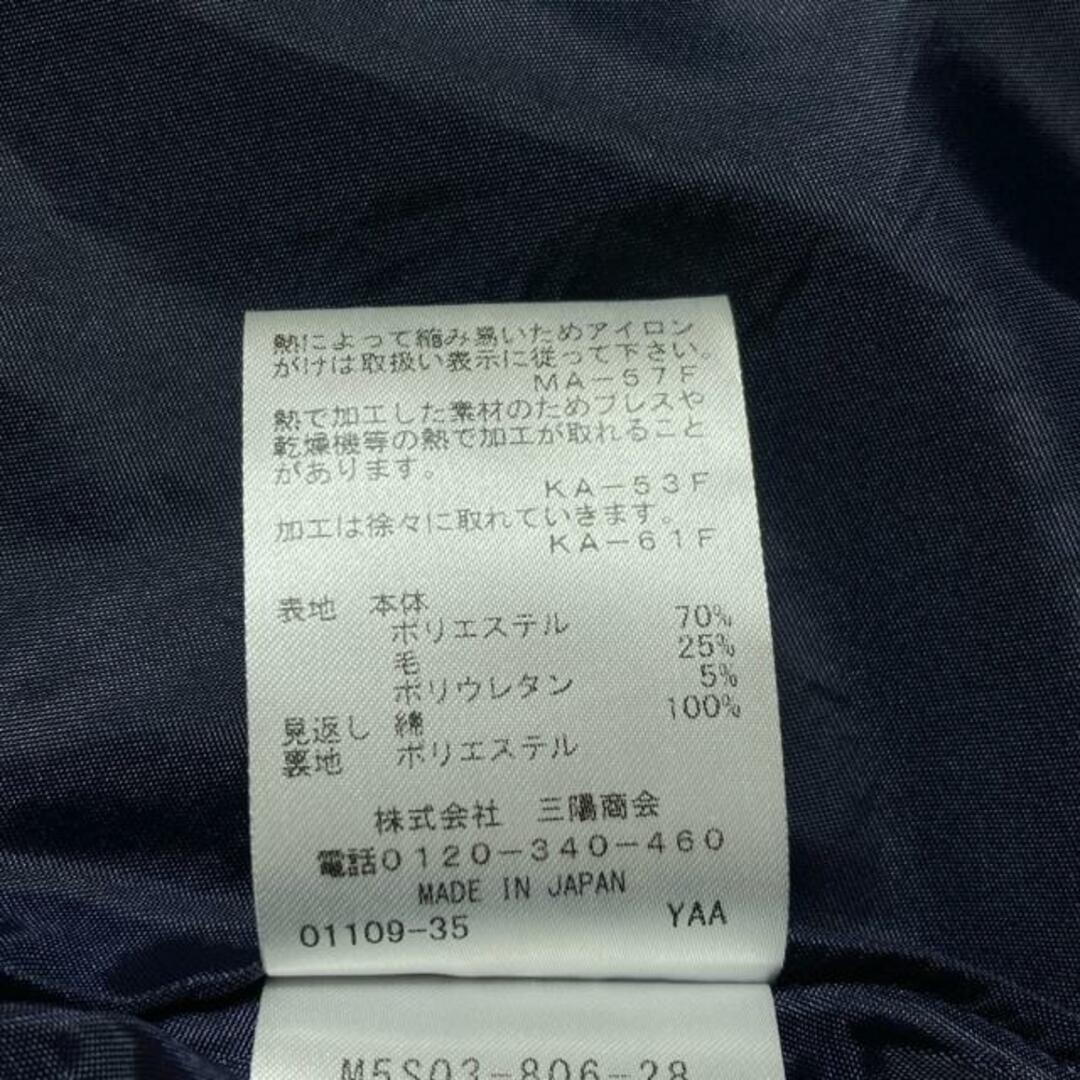 熱によって縮み易いためアイロン
がけは取扱い表示に従って下さい。
MA-57F
熱で加工した素材のためプレスや
乾燥機等の熱で加工が取れること
があります。
KA-53F
加工は徐々に取れていきます。
KA-61F
表地 本体
ポリエステル 70%
毛 25%
ポリウレタン 5%
見返し 綿 100%
裏地 ポリエステル
株式会社 三陽商会
電話0120-340-460
MADE IN JAPAN
01109-35 YAA
M5S03-806-28